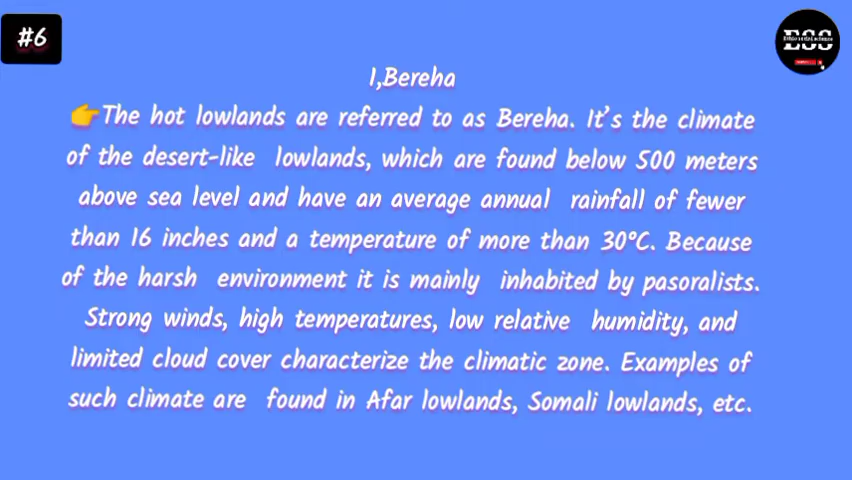 #6
ESS
1,Bereha
👉The hot lowlands are referred to as Bereha. It's the climate
of the desert-like lowlands, which are found below 500 meters
above sea level and have an average annual rainfall of fewer
than 16 inches and a temperature of more than 30°C. Because
of the harsh environment it is mainly inhabited by pasoralists.
Strong winds, high temperatures, low relative humidity, and
limited cloud cover characterize the climatic zone. Examples of
such climate are found in Afar lowlands, Somali lowlands, etc.